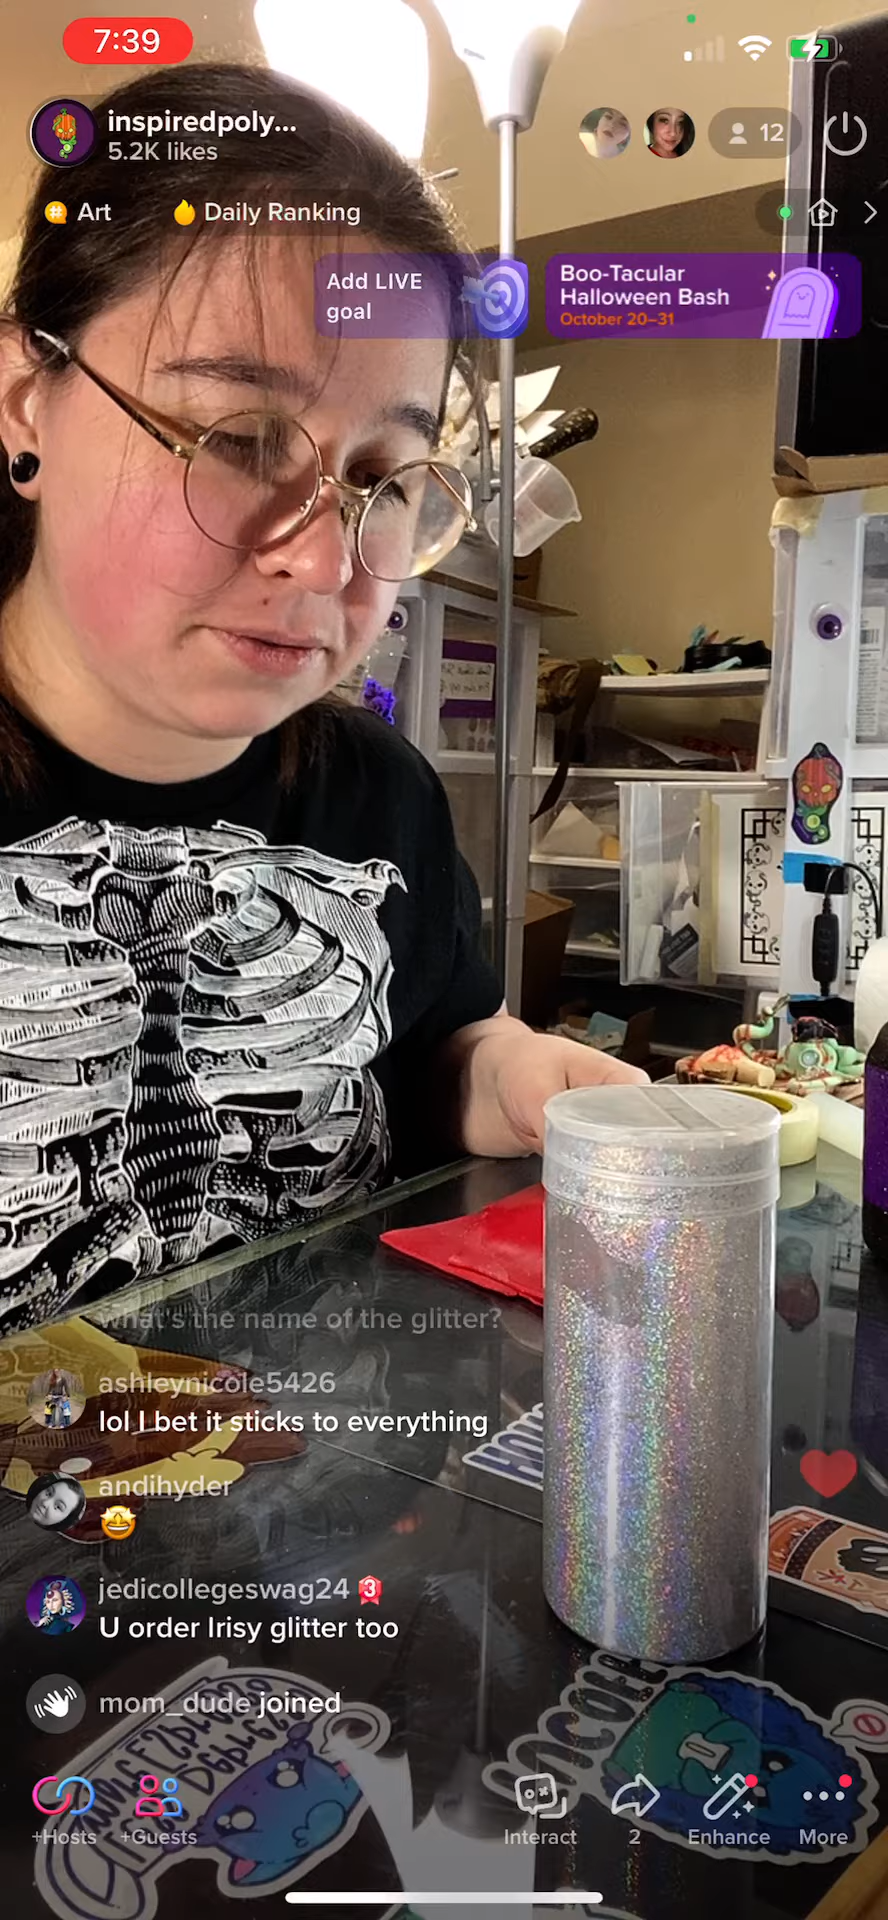 7:39
inspiredpoly...
5.2K likes
12
Art
Daily Ranking
Add LIVE
goal
Boo-Tacular
Halloween Bash
October 20–31
what's the name of the glitter?
ashleynicole5426
lol I bet it sticks to everything
andihyder
jedicollegeswag24 3
U order Irisy glitter too
mom_dude joined
+Hosts
+Guests
Interact
2
Enhance
More